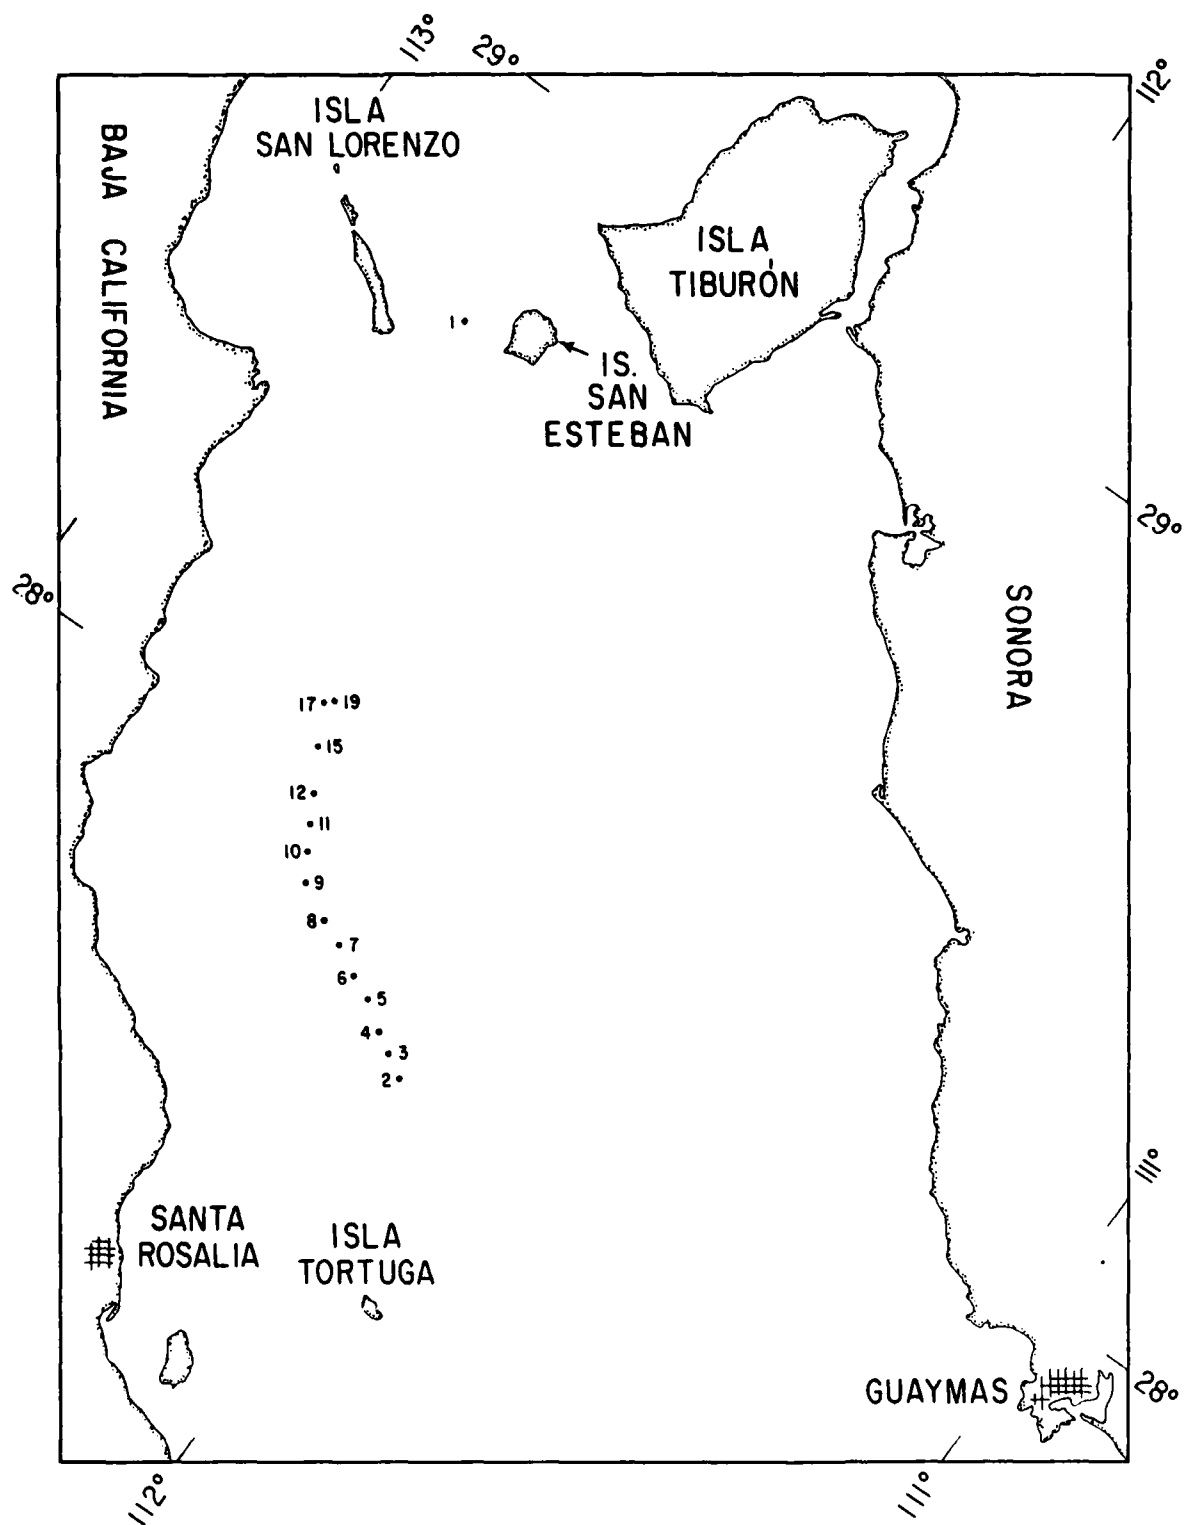 113°
29°
112°
ISLA
SAN LORENZO
BAJA CALIFORNIA
ISLA
TIBURÓN
1
IS.
SAN
ESTEBAN
29°
28°
SONORA
17 19
15
12
11
10
9
8
7
6
5
4
3
2
111°
SANTA
ROSALIA
ISLA
TORTUGA
GUAYMAS
28°
112°
111°